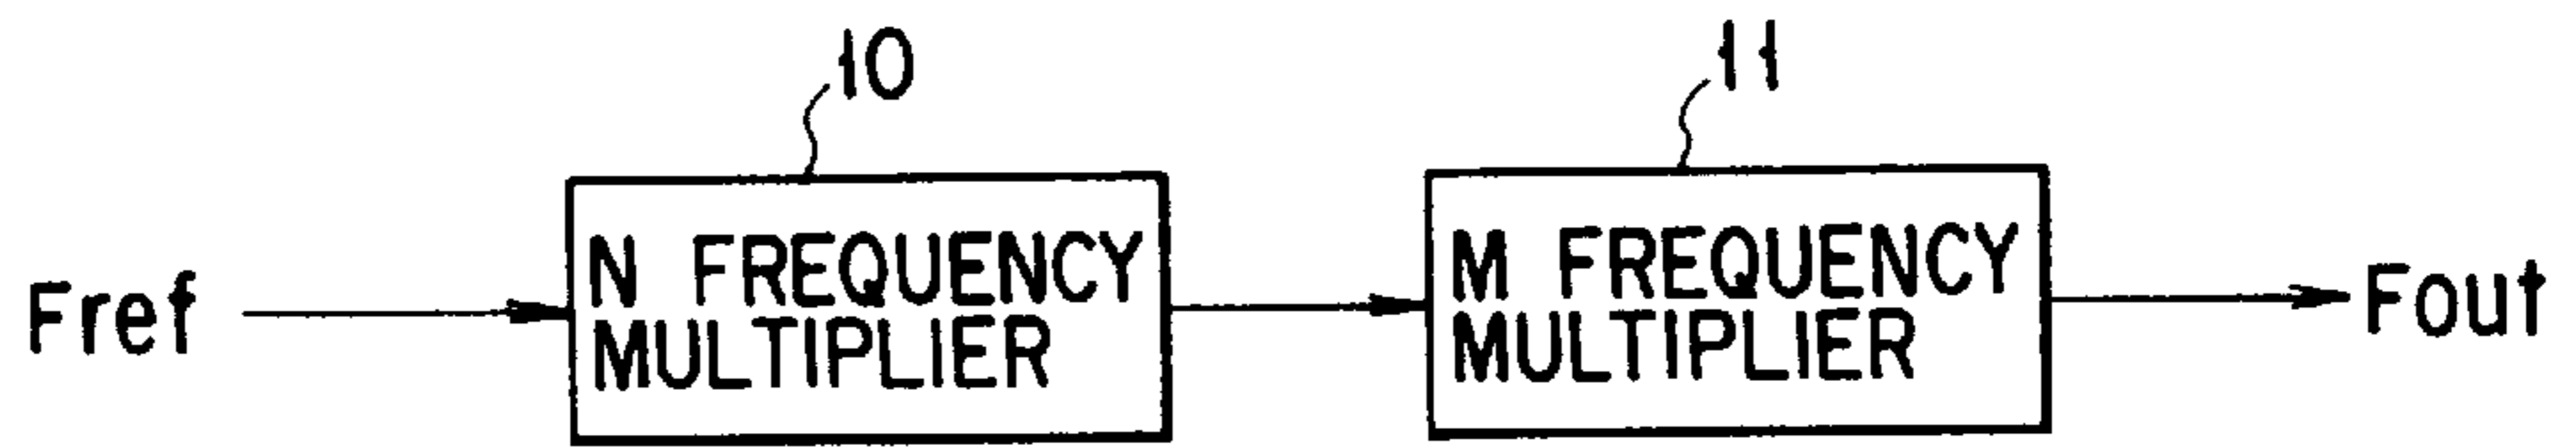 10
11
Fref
N FREQUENCY
MULTIPLIER
M FREQUENCY
MULTIPLIER
Fout